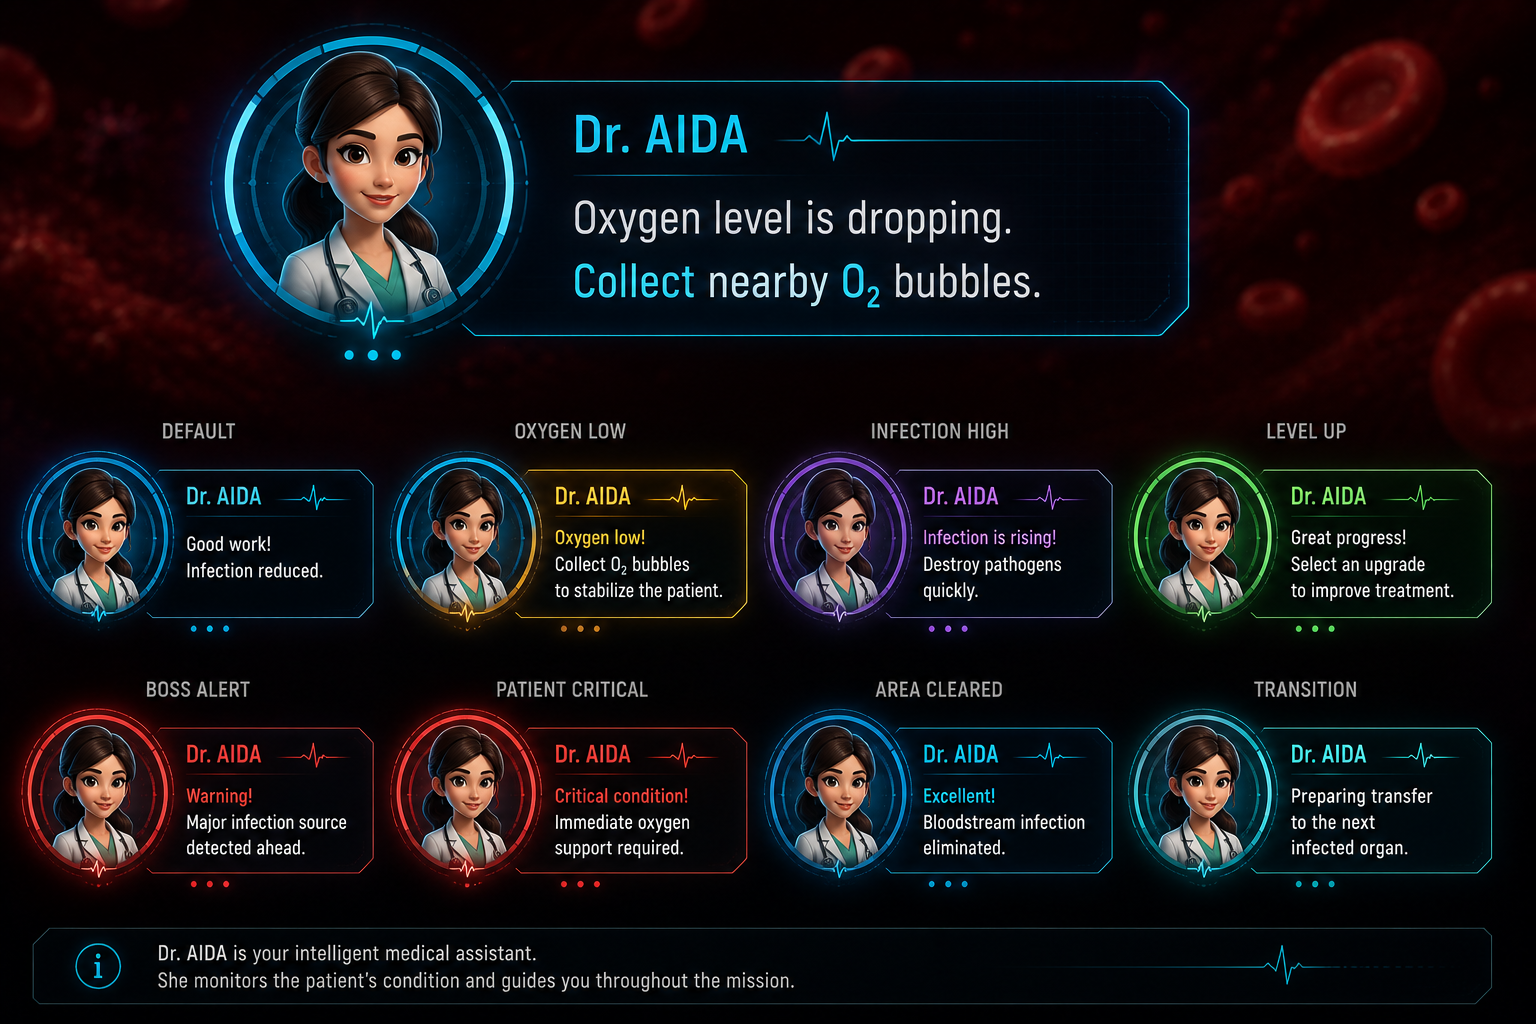 Dr. AIDA
Oxygen level is dropping.
Collect nearby O₂ bubbles.
DEFAULT
Dr. AIDA
Good work!
Infection reduced.
OXYGEN LOW
Dr. AIDA
Oxygen low!
Collect O₂ bubbles
to stabilize the patient.
INFECTION HIGH
Dr. AIDA
Infection is rising!
Destroy pathogens
quickly.
LEVEL UP
Dr. AIDA
Great progress!
Select an upgrade
to improve treatment.
BOSS ALERT
Dr. AIDA
Warning!
Major infection source
detected ahead.
PATIENT CRITICAL
Dr. AIDA
Critical condition!
Immediate oxygen
support required.
AREA CLEARED
Dr. AIDA
Excellent!
Bloodstream infection
eliminated.
TRANSITION
Dr. AIDA
Preparing transfer
to the next
infected organ.
i
Dr. AIDA is your intelligent medical assistant.
She monitors the patient's condition and guides you throughout the mission.